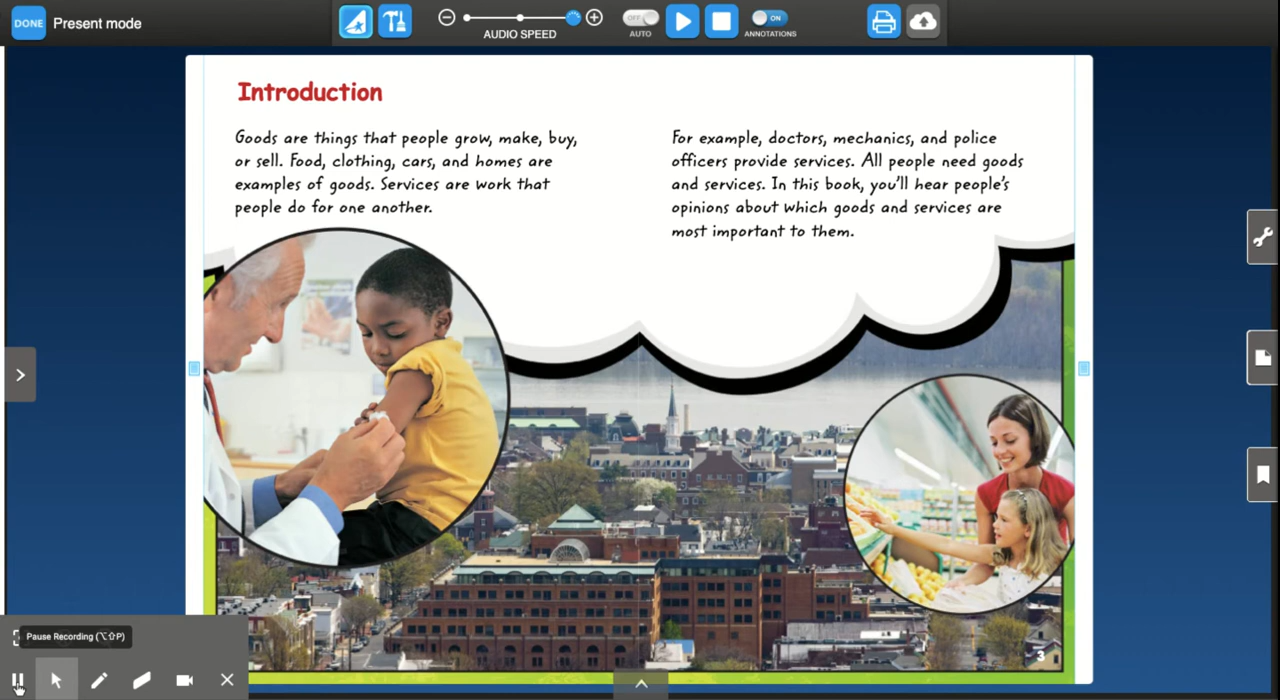 DONE Present mode
AUDIO SPEED
OFF
AUTO
ON
ANNOTATIONS
Introduction
Goods are things that people grow, make, buy,
or sell. Food, clothing, cars, and homes are
examples of goods. Services are work that
people do for one another.
For example, doctors, mechanics, and police
officers provide services. All people need goods
and services. In this book, you'll hear people's
opinions about which goods and services are
most important to them.
3
Pause Recording (⌥⇧P)